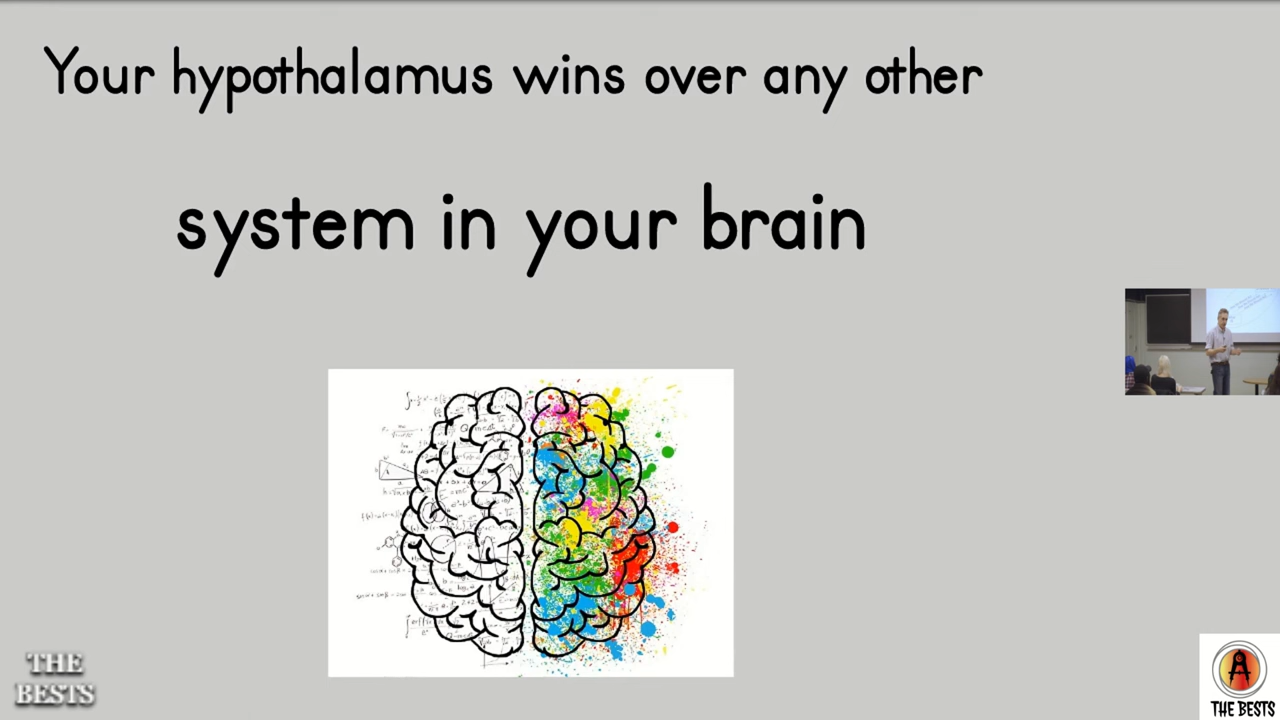 Your hypothalamus wins over any other
system in your brain
THE
BESTS
THE BESTS